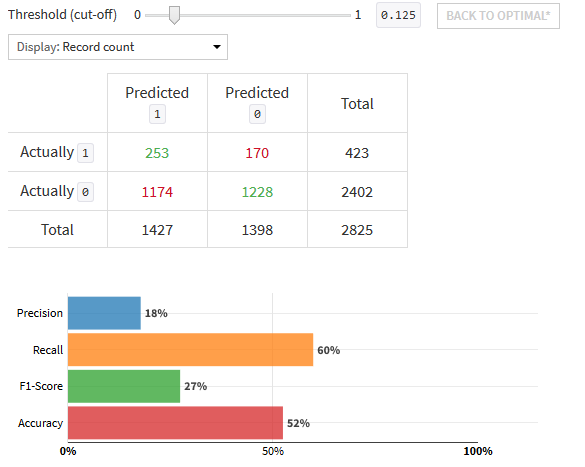 Threshold (cut-off) 0 1 0.125 BACK TO OPTIMAL*
Display: Record count
Predicted 1 Predicted 0 Total
Actually 1 253 170 423
Actually 0 1174 1228 2402
Total 1427 1398 2825
Precision 18%
Recall 60%
F1-Score 27%
Accuracy 52%
0% 50% 100%